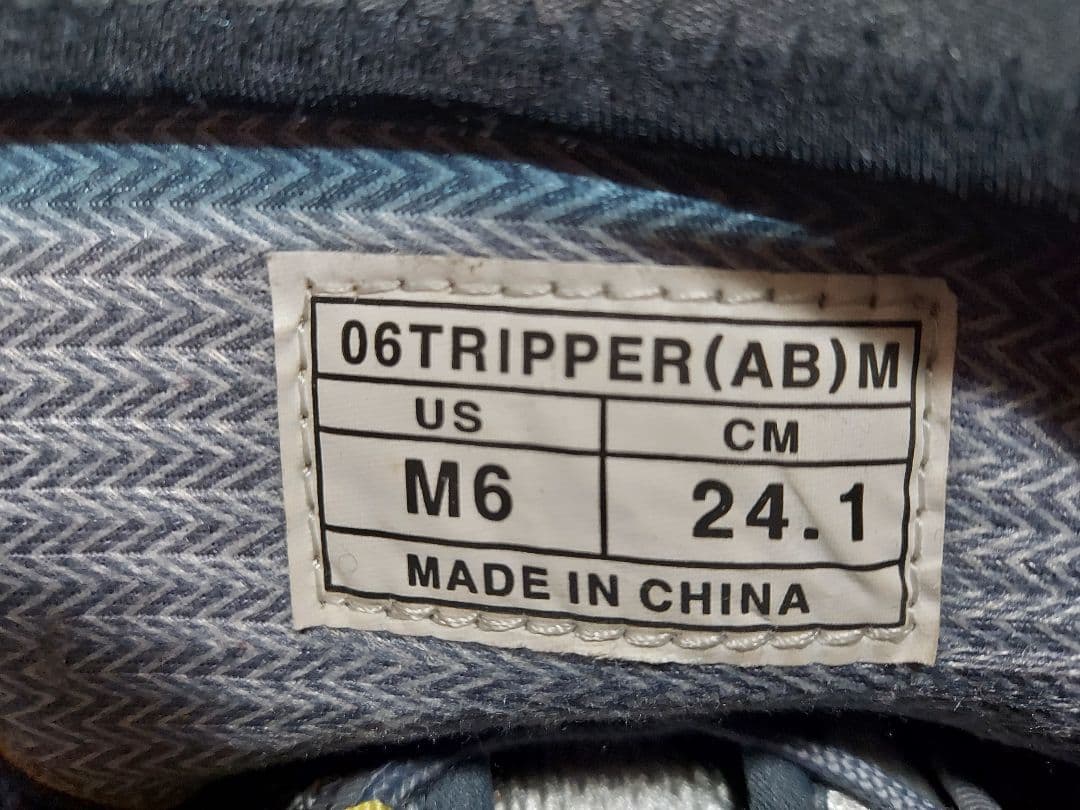 06TRIPPER(AB)M
US CM
M6 24.1
MADE IN CHINA